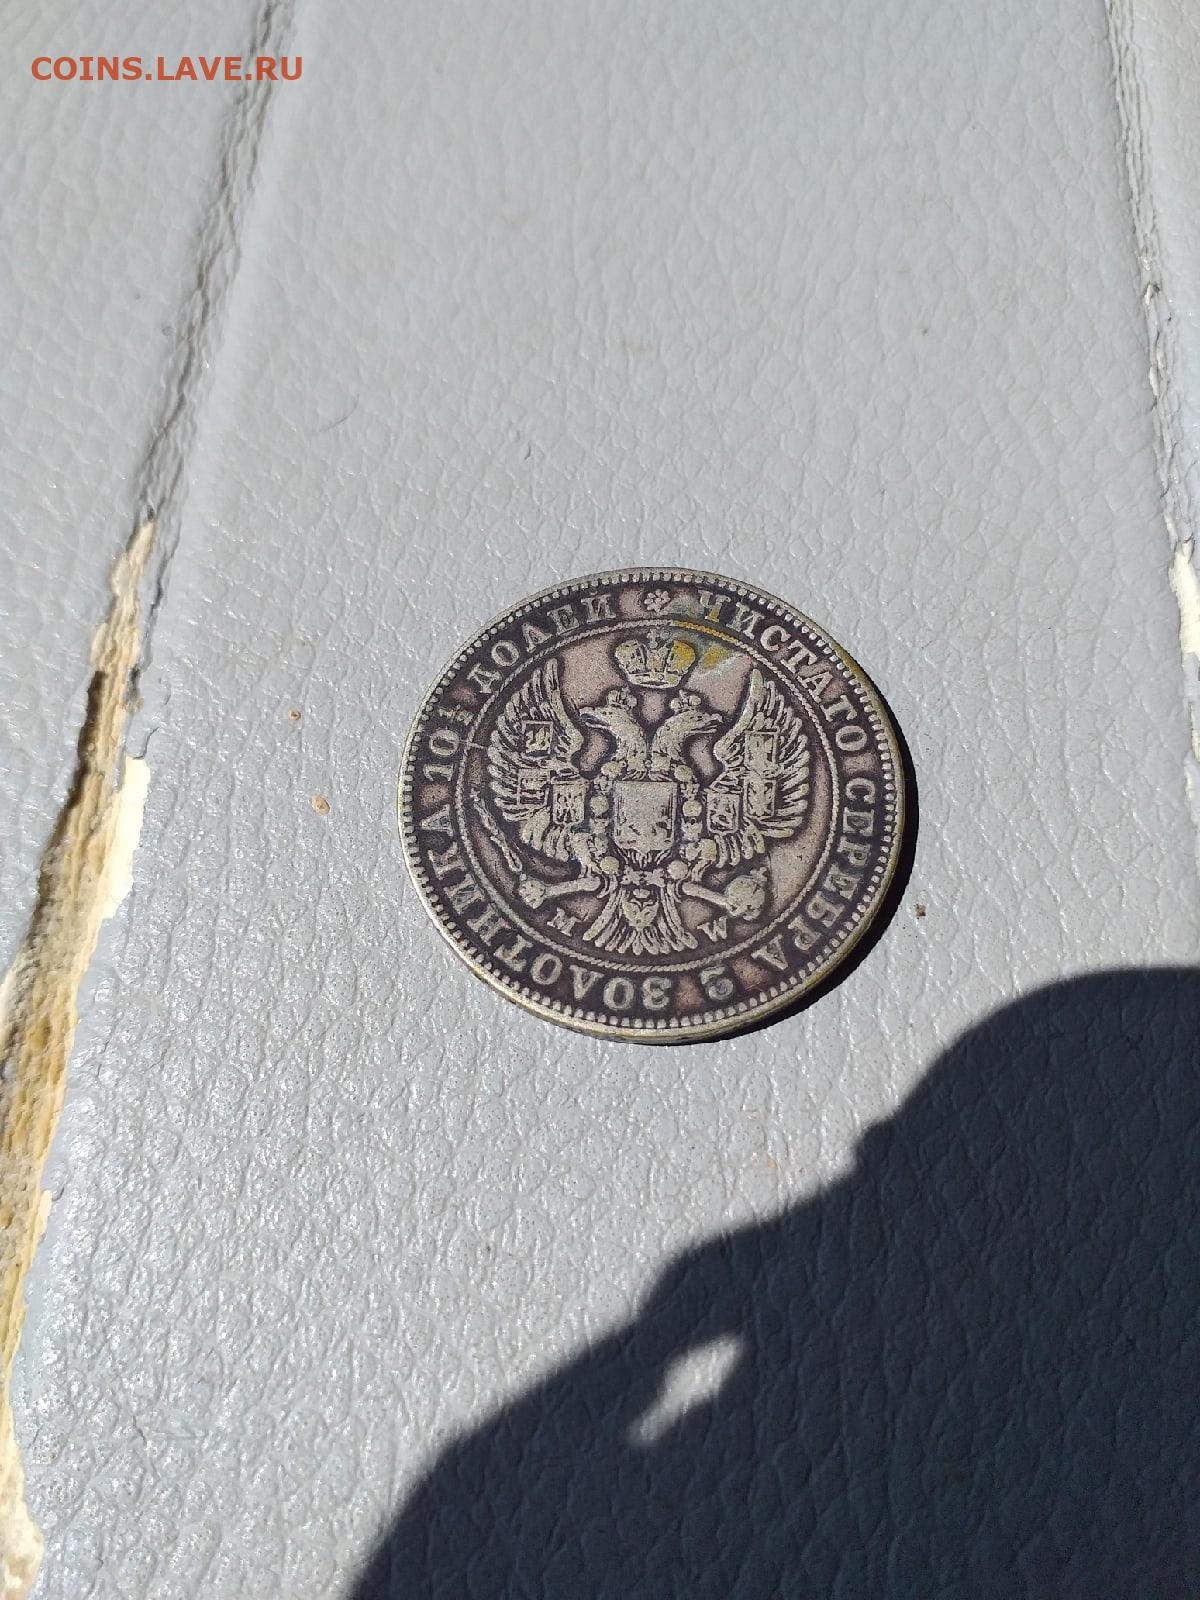 COINS.LAVE.RU
ЧИСТАГО СЕРЕБРА 2 ЗОЛОТНИКА 10½ ДОЛЕЙ
M W